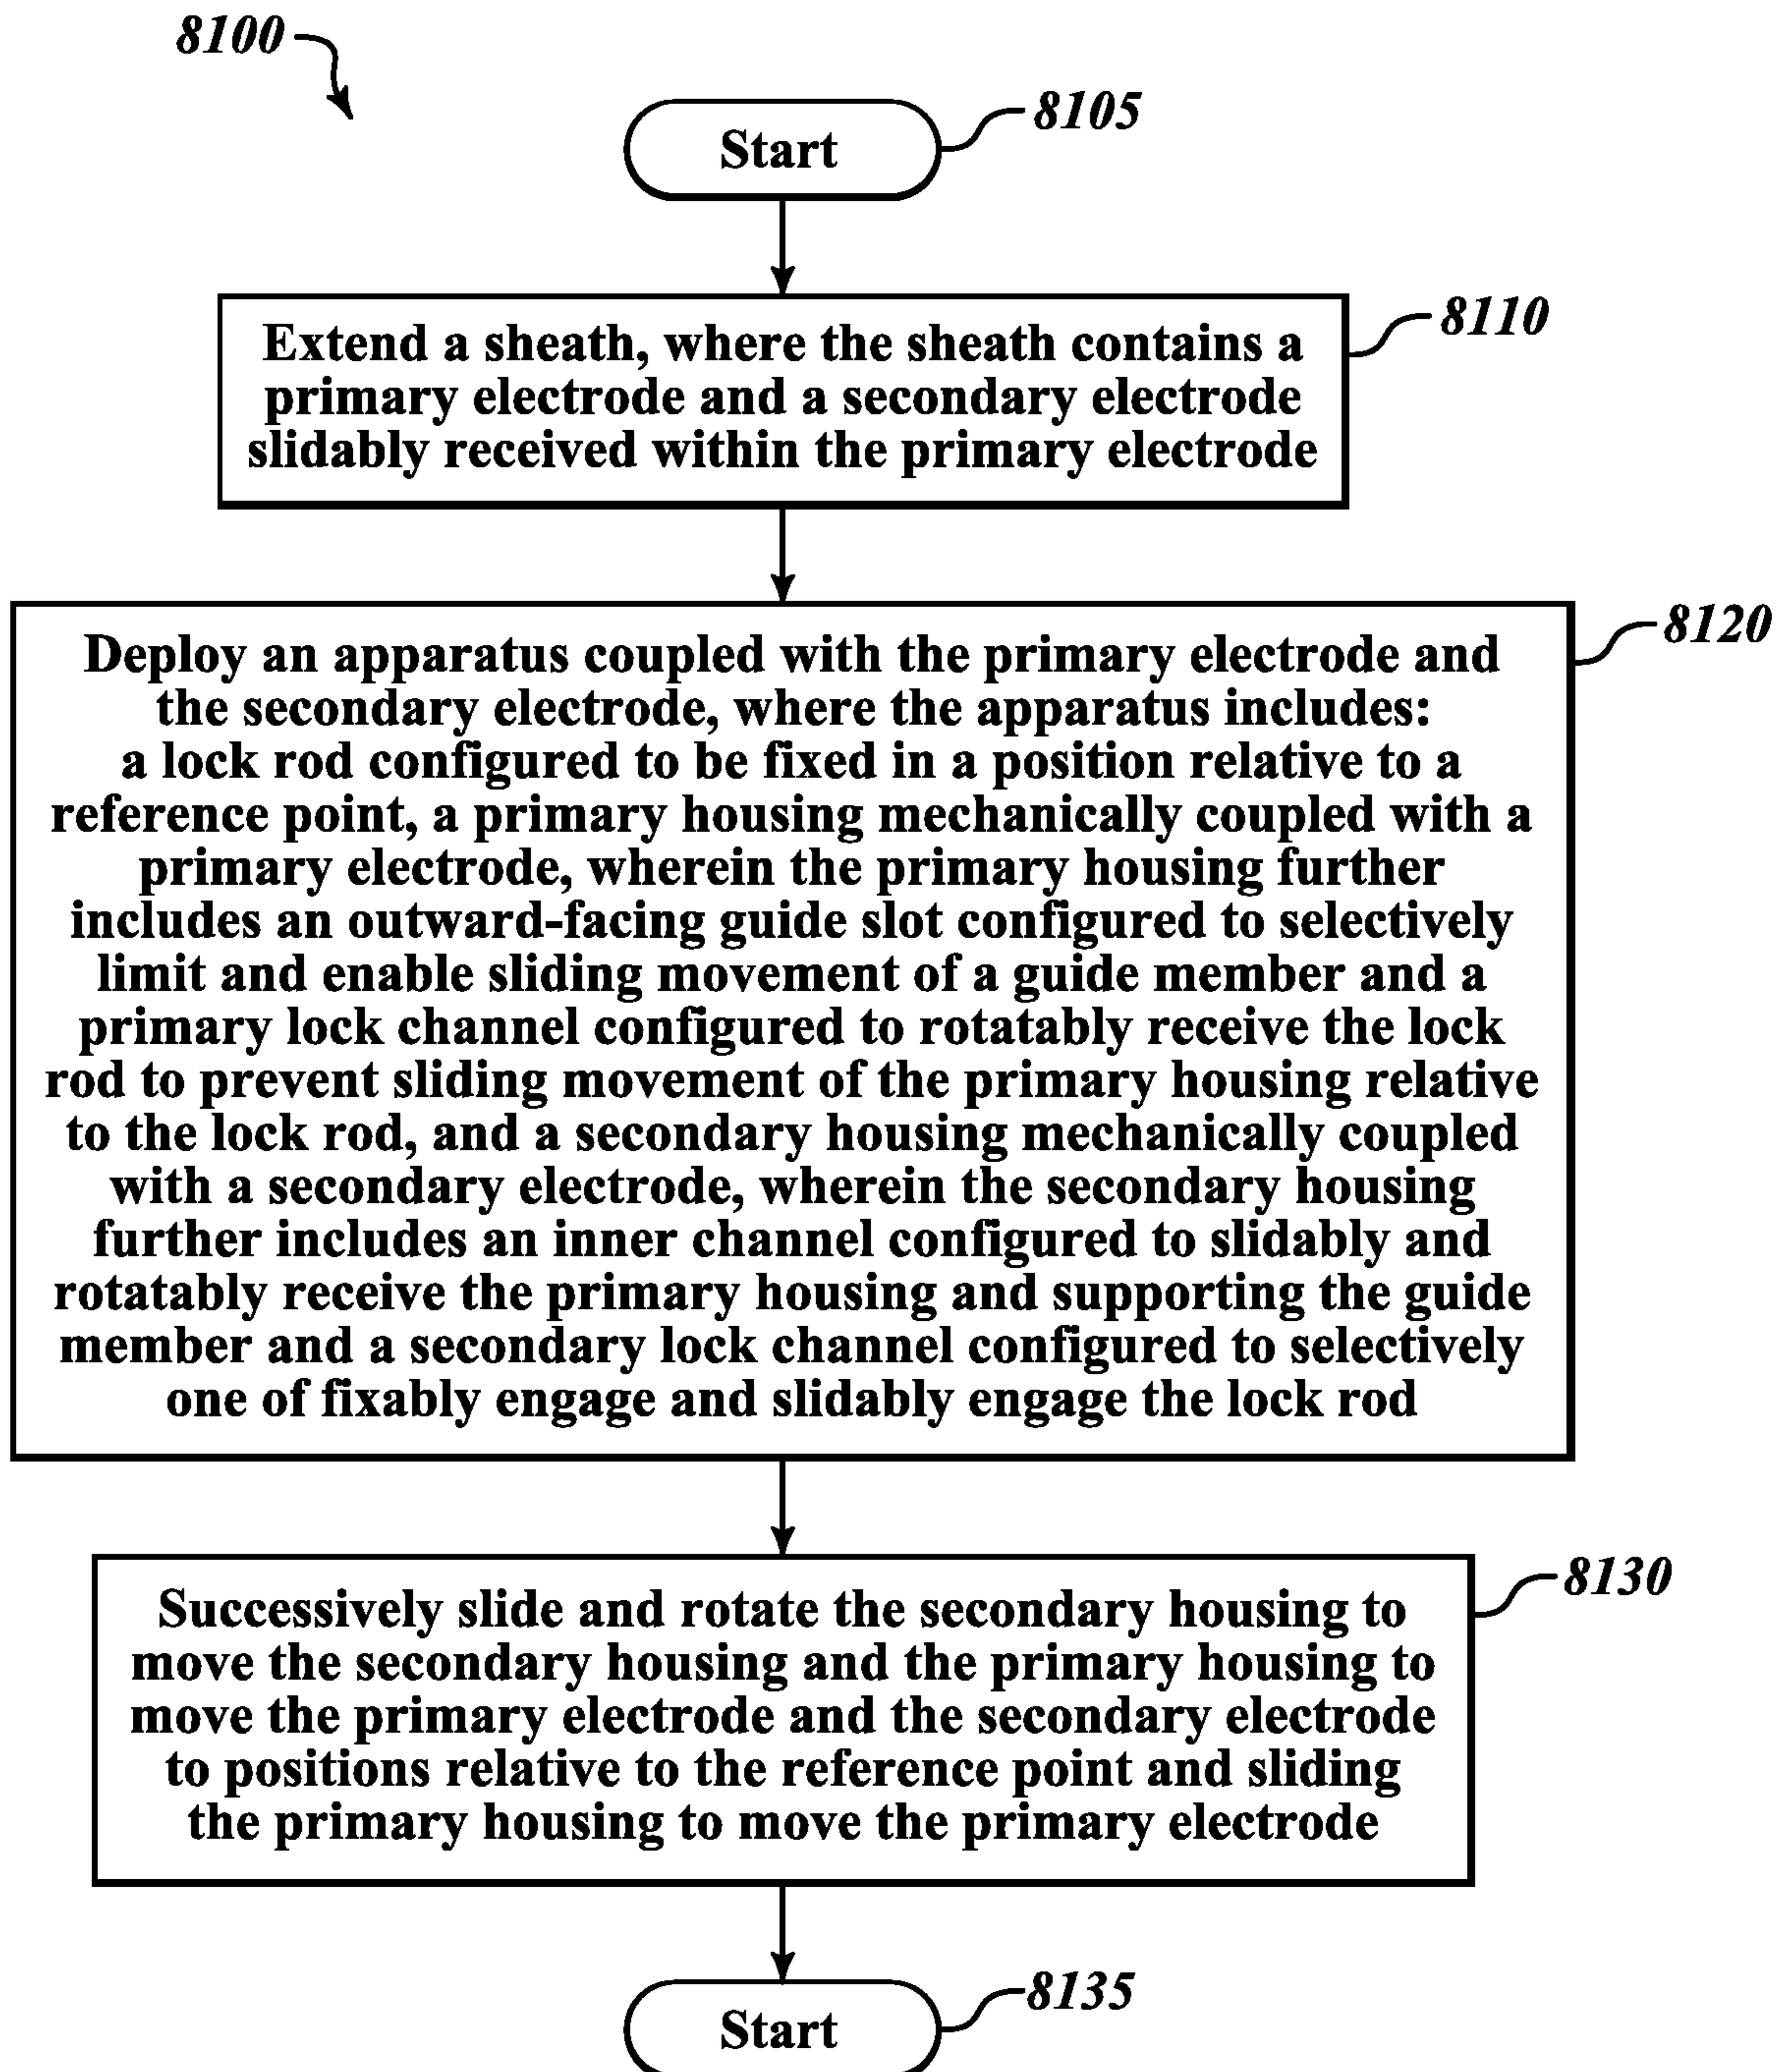 8100
8105
Start
8110
Extend a sheath, where the sheath contains a
primary electrode and a secondary electrode
slidably received within the primary electrode
8120
Deploy an apparatus coupled with the primary electrode and
the secondary electrode, where the apparatus includes:
a lock rod configured to be fixed in a position relative to a
reference point, a primary housing mechanically coupled with a
primary electrode, wherein the primary housing further
includes an outward-facing guide slot configured to selectively
limit and enable sliding movement of a guide member and a
primary lock channel configured to rotatably receive the lock
rod to prevent sliding movement of the primary housing relative
to the lock rod, and a secondary housing mechanically coupled
with a secondary electrode, wherein the secondary housing
further includes an inner channel configured to slidably and
rotatably receive the primary housing and supporting the guide
member and a secondary lock channel configured to selectively
one of fixably engage and slidably engage the lock rod
8130
Successively slide and rotate the secondary housing to
move the secondary housing and the primary housing to
move the primary electrode and the secondary electrode
to positions relative to the reference point and sliding
the primary housing to move the primary electrode
8135
Start